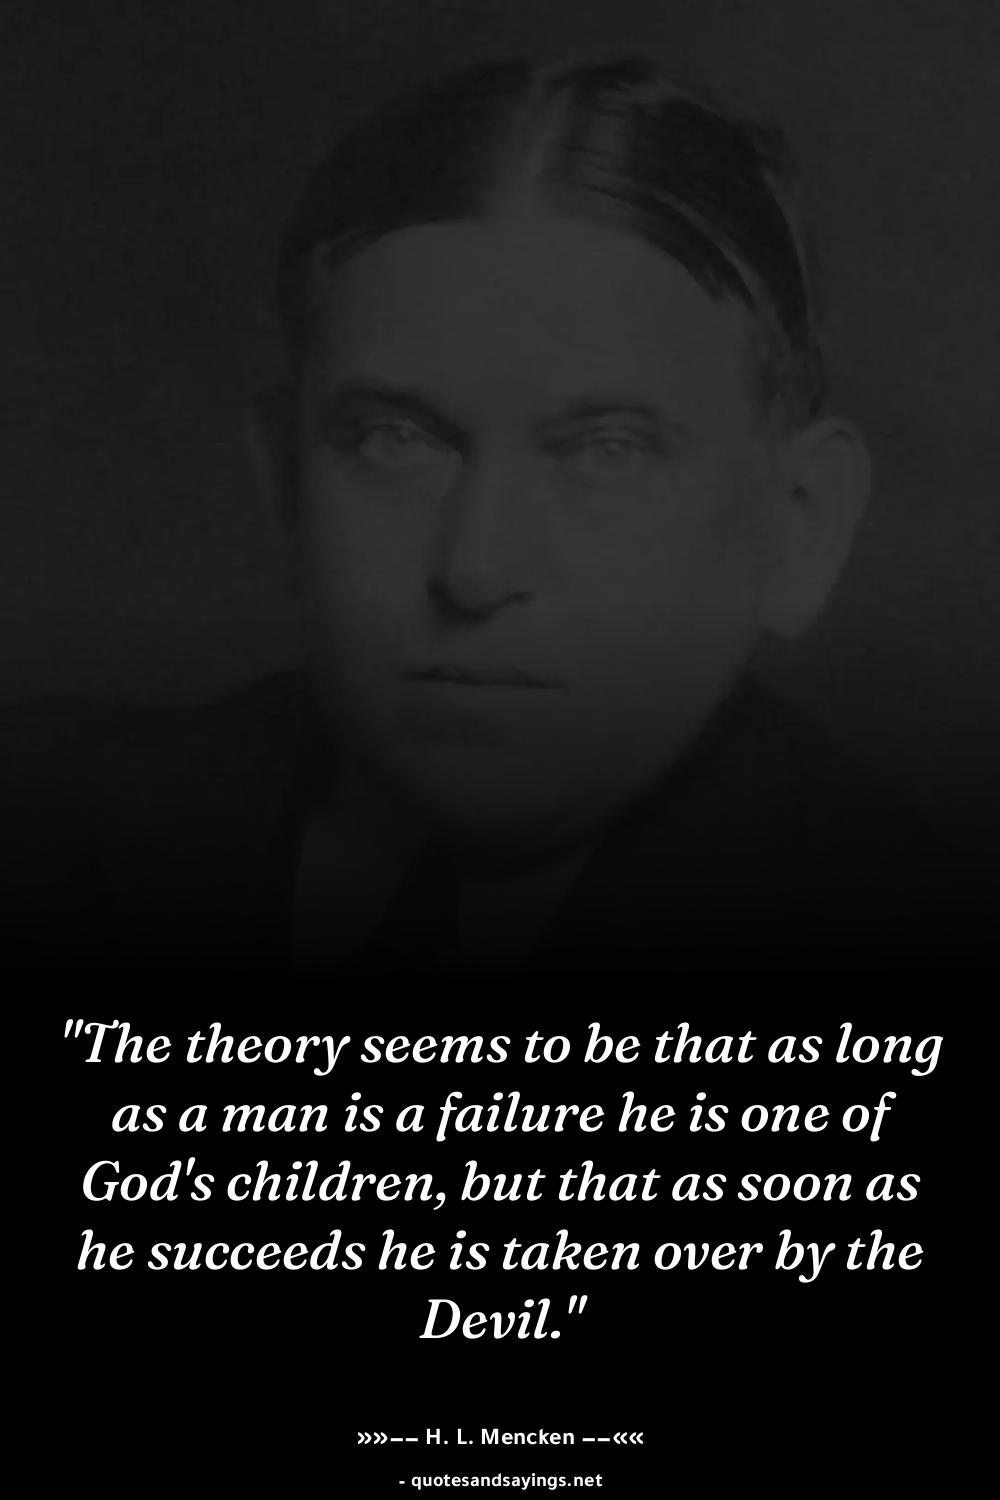 "The theory seems to be that as long
as a man is a failure he is one of
God's children, but that as soon as
he succeeds he is taken over by the
Devil."
»»−− H. L. Mencken −−««
- quotesandsayings.net